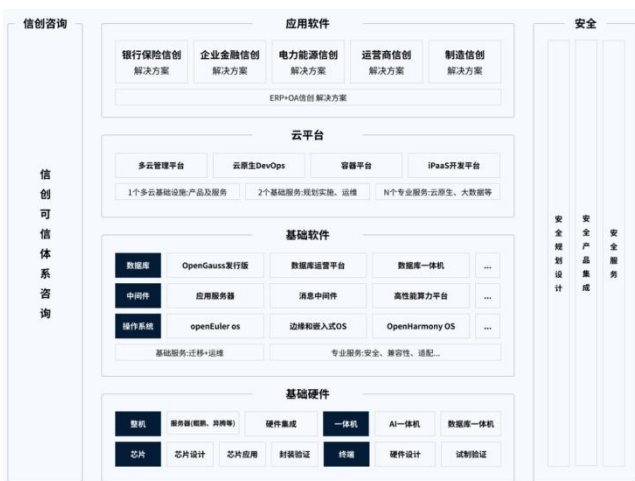 信创咨询
信创可信体系咨询
应用软件
银行保险信创
解决方案
企业金融信创
解决方案
电力能源信创
解决方案
运营商信创
解决方案
制造信创
解决方案
ERP+OA信创 解决方案
云平台
多云管理平台
云原生DevOps
容器平台
iPaaS开发平台
1个多云基础设施:产品及服务
2个基础服务:规划实施、运维
N个专业服务:云原生、大数据等
基础软件
数据库
OpenGauss发行版
数据库运营平台
数据库一体机
...
中间件
应用服务器
消息中间件
高性能算力平台
...
操作系统
openEuler os
边缘和嵌入式OS
OpenHarmony OS
...
基础服务:迁移+运维
专业服务:安全、兼容性、适配...
基础硬件
整机
服务器(鲲鹏、昇腾等)
硬件集成
一体机
AI一体机
数据库一体机
芯片
芯片设计
芯片应用
封装验证
终端
硬件设计
试制验证
安全
安全规划设计
安全产品集成
安全服务